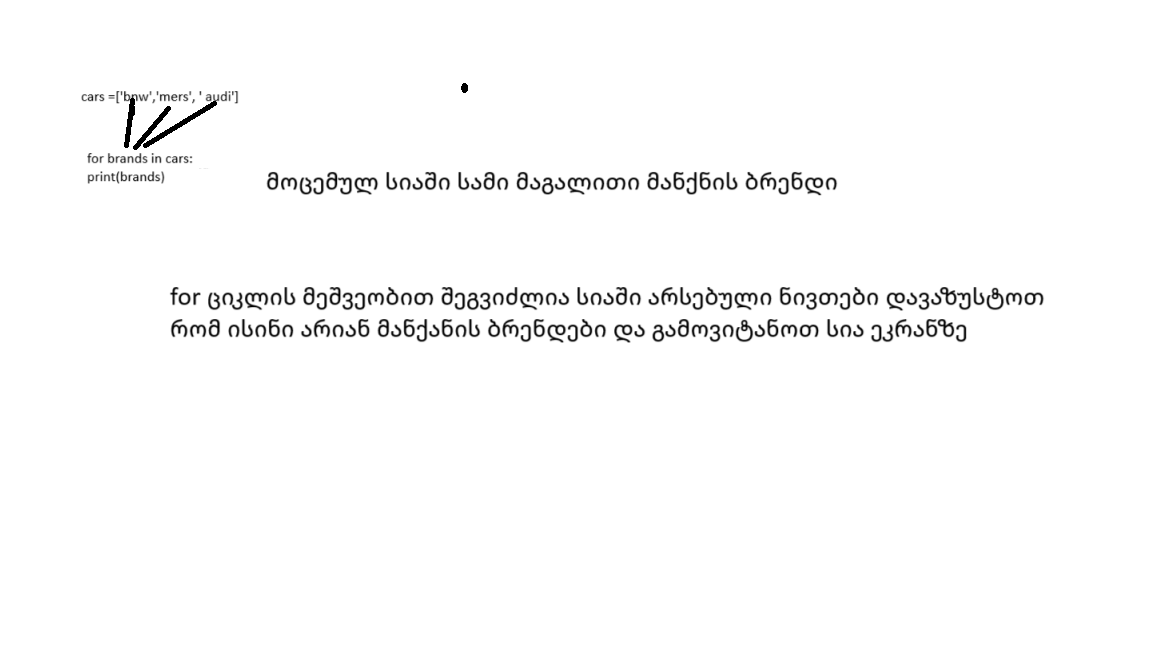 cars =['bnw','mers', ' audi']
for brands in cars:
print(brands)
მოცემულ სიაში სამი მაგალითი მანქნის ბრენდი
for ციკლის მეშვეობით შეგვიძლია სიაში არსებული ნივთები დავაზუსტოთ
რომ ისინი არიან მანქანის ბრენდები და გამოვიტანოთ სია ეკრანზე